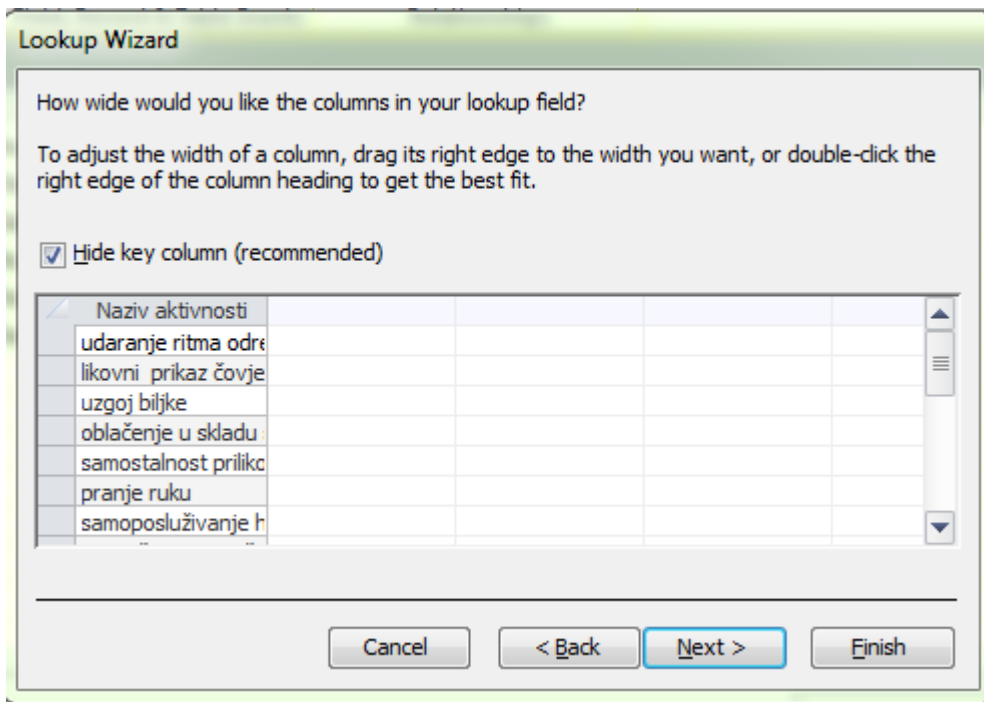 Lookup Wizard
How wide would you like the columns in your lookup field?
To adjust the width of a column, drag its right edge to the width you want, or double-click the
right edge of the column heading to get the best fit.
Hide key column (recommended)
Naziv aktivnosti
udaranje ritma odre
likovni prikaz čovje
uzgoj biljke
oblačenje u skladu
samostalnost priliko
pranje ruku
samoposluživanje h
Cancel
< Back
Next >
Finish